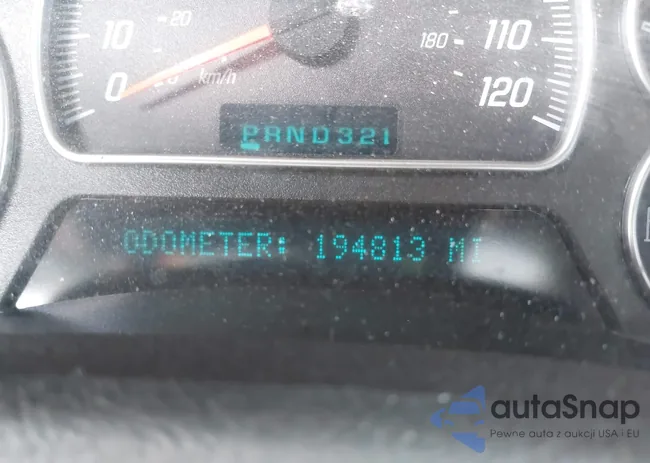 20
10 180 110
0 km/h 120
PRND321
ODOMETER: 194813 MI
autaSnap
Pewne auta z aukcji USA i EU